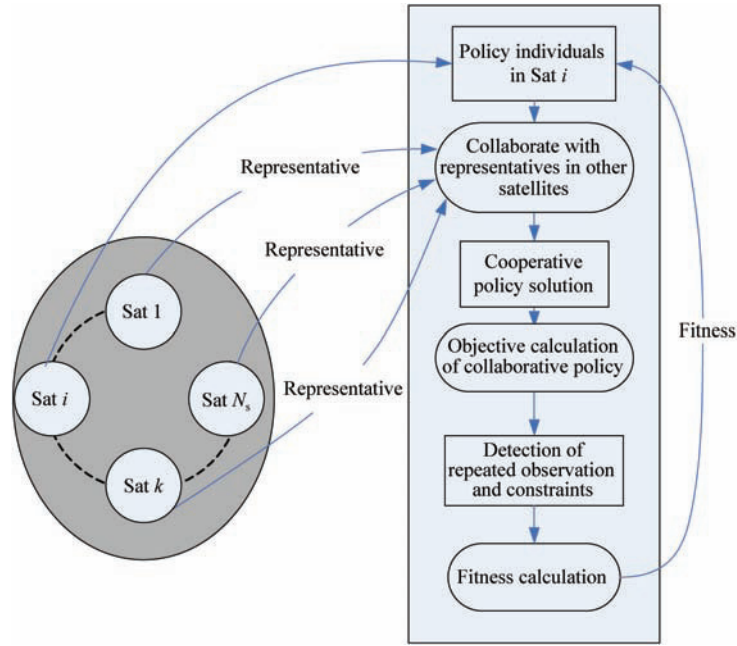 Policy individuals
in Sat i
Collaborate with
representatives in other
satellites
Representative
Representative
Representative
Cooperative
policy solution
Objective calculation
of collaborative policy
Detection of
repeated observation
and constraints
Fitness calculation
Fitness
Sat 1
Sat i
Sat Ns
Sat k